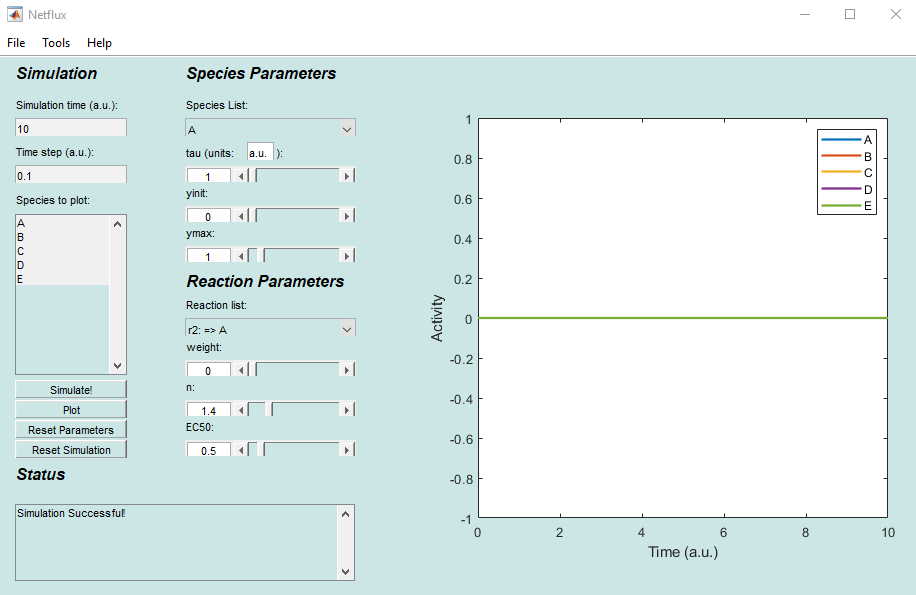 Netflux
File Tools Help
Simulation
Simulation time (a.u.):
10
Time step (a.u.):
0.1
Species to plot:
A
B
C
D
E
Simulate!
Plot
Reset Parameters
Reset Simulation
Status
Simulation Successful!
Species Parameters
Species List:
A
tau (units: a.u. ):
1
yinit:
0
ymax:
1
Reaction Parameters
Reaction list:
r2: => A
weight:
0
n:
1.4
EC50:
0.5
Activity
1
0.8
0.6
0.4
0.2
0
-0.2
-0.4
-0.6
-0.8
-1
0 2 4 6 8 10
Time (a.u.)
A
B
C
D
E